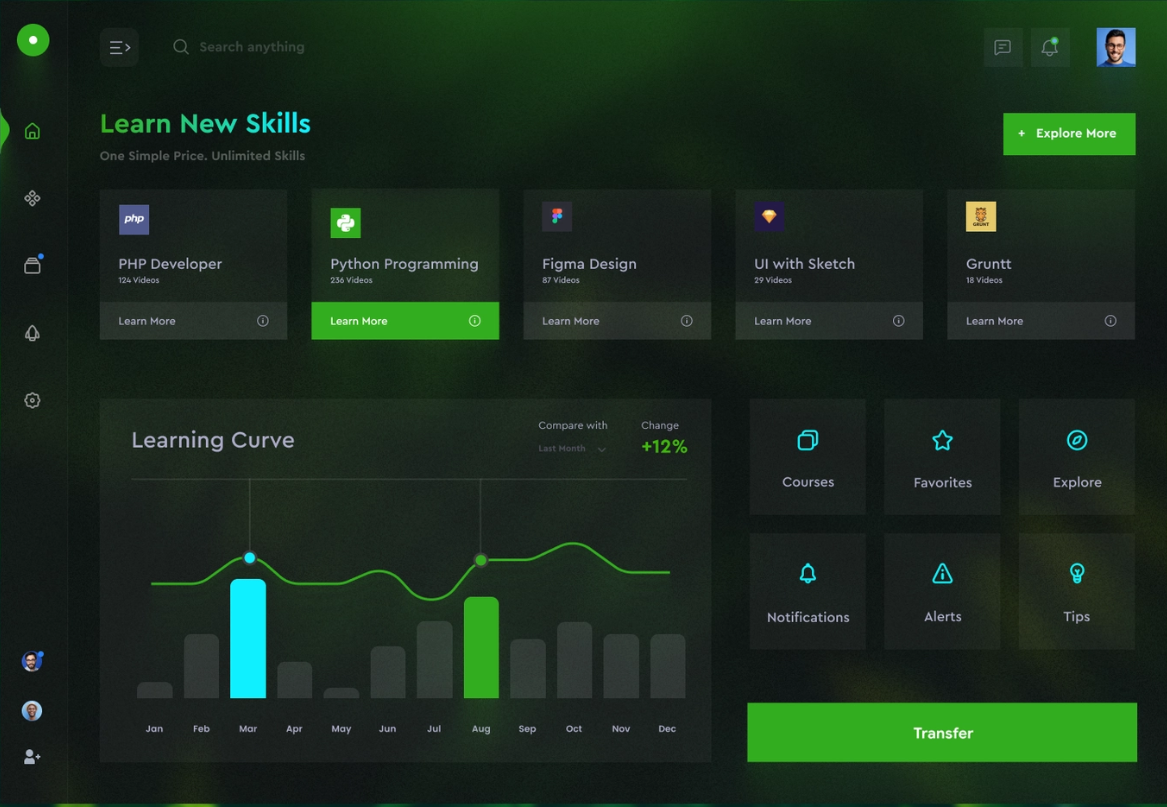 Search anything
Learn New Skills
One Simple Price. Unlimited Skills
+ Explore More
php
PHP Developer
124 Videos
Learn More
Python Programming
236 Videos
Learn More
Figma Design
87 Videos
Learn More
UI with Sketch
29 Videos
Learn More
GRUNT
Gruntt
18 Videos
Learn More
Learning Curve
Compare with
Last Month
Change
+12%
Jan Feb Mar Apr May Jun Jul Aug Sep Oct Nov Dec
Courses
Favorites
Explore
Notifications
Alerts
Tips
Transfer